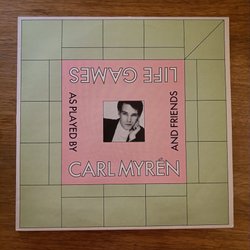 LIFE GAMES
AS PLAYED BY
CARL MYRÉN
AND FRIENDS